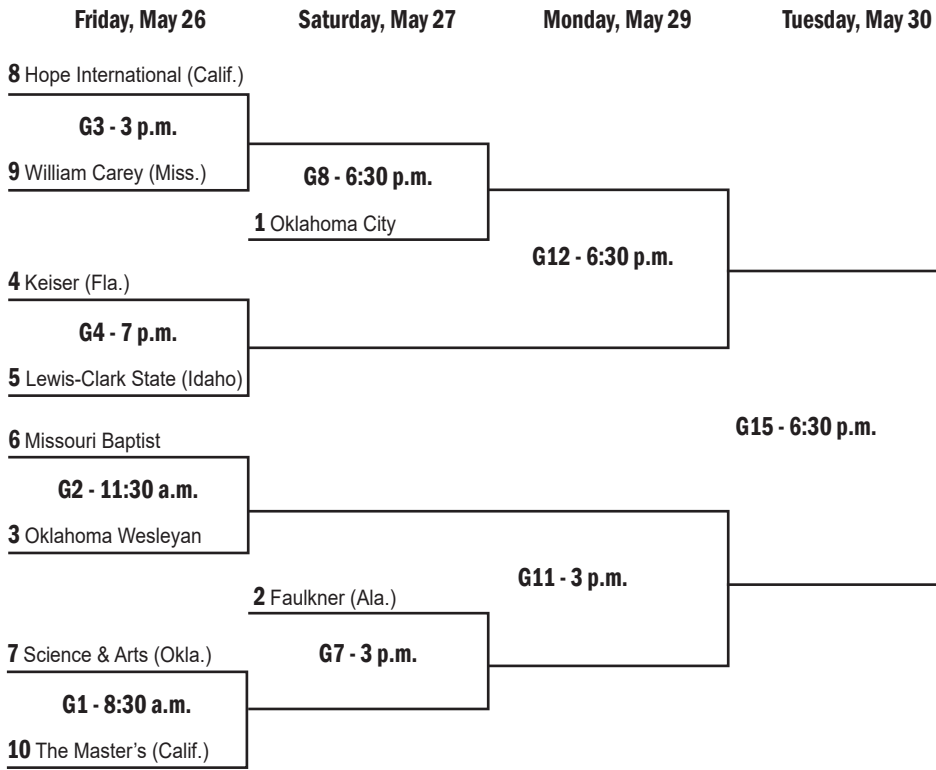 Friday, May 26
Saturday, May 27
Monday, May 29
Tuesday, May 30
8 Hope International (Calif.)
G3 - 3 p.m.
9 William Carey (Miss.)
G8 - 6:30 p.m.
1 Oklahoma City
G12 - 6:30 p.m.
4 Keiser (Fla.)
G4 - 7 p.m.
5 Lewis-Clark State (Idaho)
G15 - 6:30 p.m.
6 Missouri Baptist
G2 - 11:30 a.m.
3 Oklahoma Wesleyan
G11 - 3 p.m.
2 Faulkner (Ala.)
G7 - 3 p.m.
7 Science & Arts (Okla.)
G1 - 8:30 a.m.
10 The Master’s (Calif.)